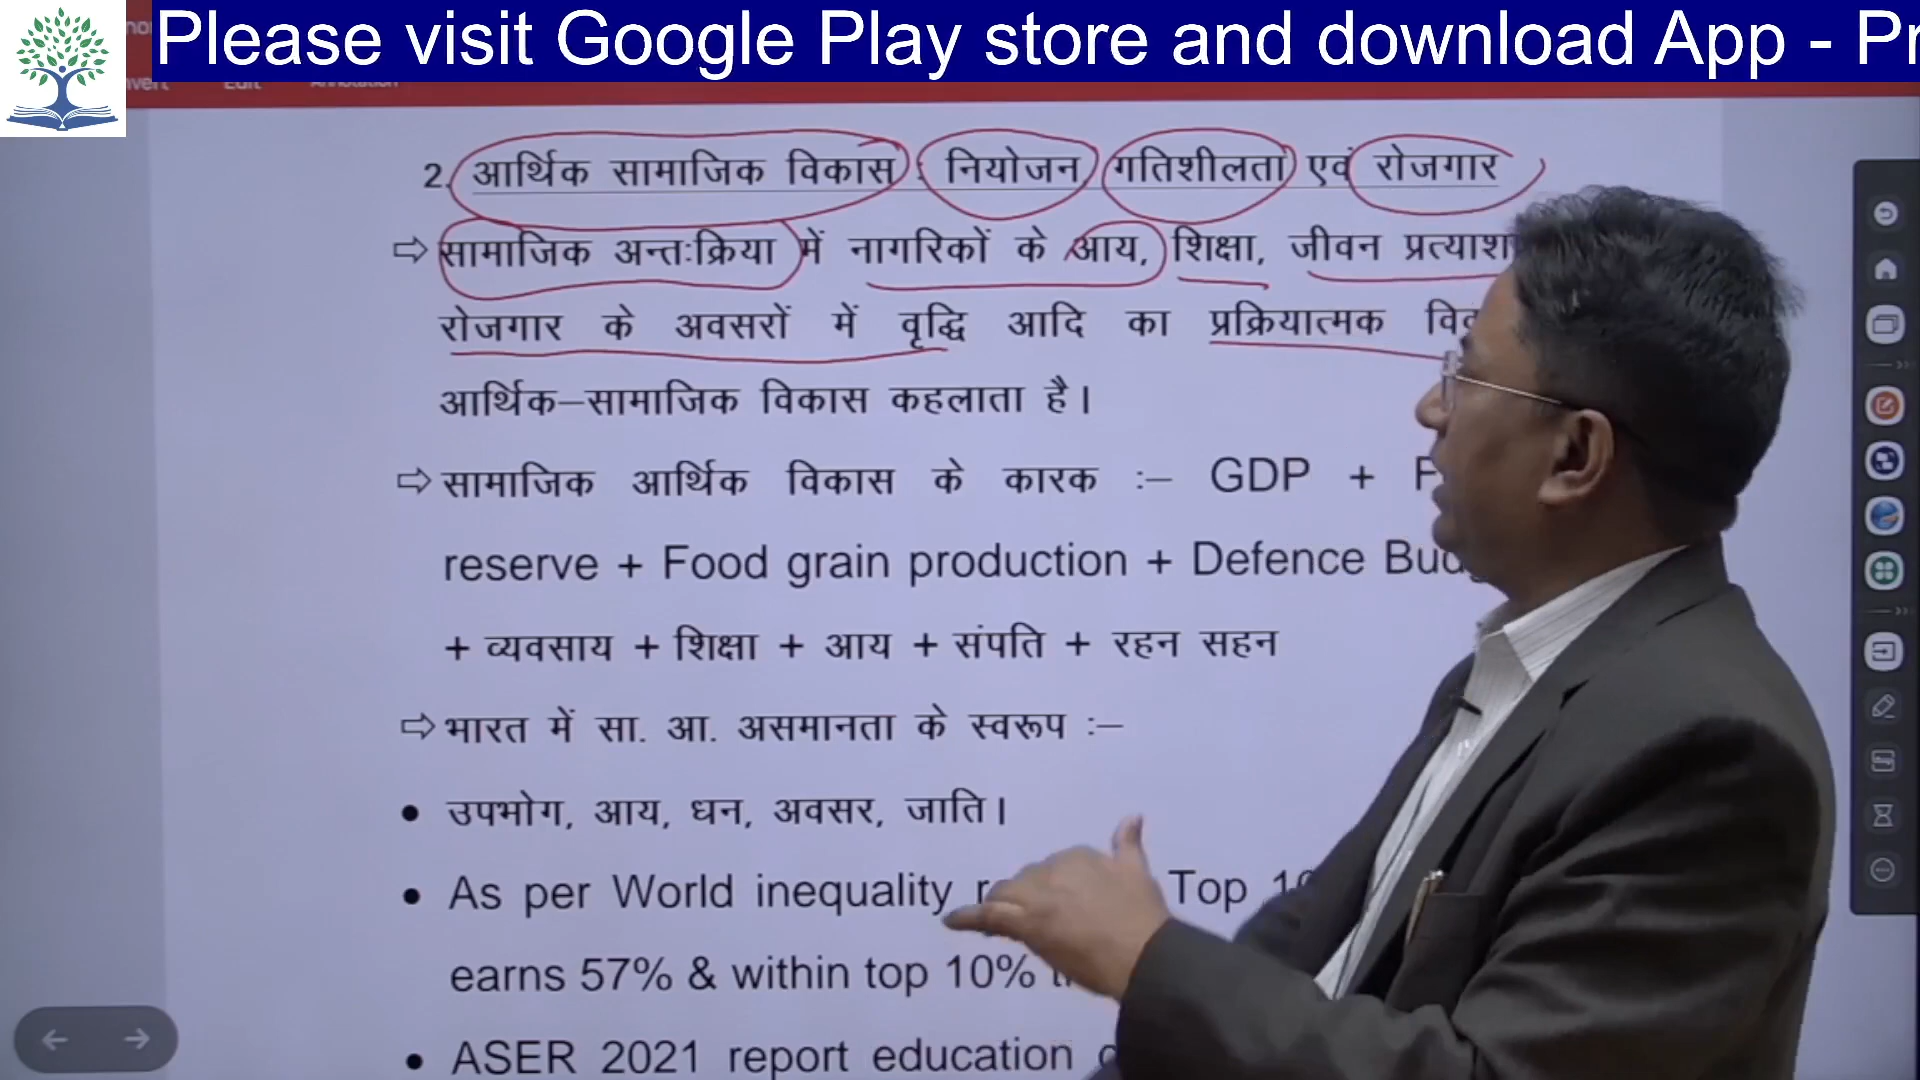 Please visit Google Play store and download App - Pr
Edit Annotation
2. आर्थिक सामाजिक विकास : नियोजन गतिशीलता एवं रोजगार
⇨ सामाजिक अन्तःक्रिया में नागरिकों के आय, शिक्षा, जीवन
रोजगार के अवसरों में वृद्धि आदि का प्रक्रियात्मक
आर्थिक–सामाजिक विकास कहलाता है।
⇨ सामाजिक आर्थिक विकास के कारक :– GDP +
reserve + Food grain production + Defence
+ व्यवसाय + शिक्षा + आय + संपति + रहन सहन
⇨ भारत में सा. आ. असमानता के स्वरूप :–
• उपभोग, आय, धन, अवसर, जाति।
• As per World inequality Top
earns 57% & within top 10%
• ASER 2021 report education